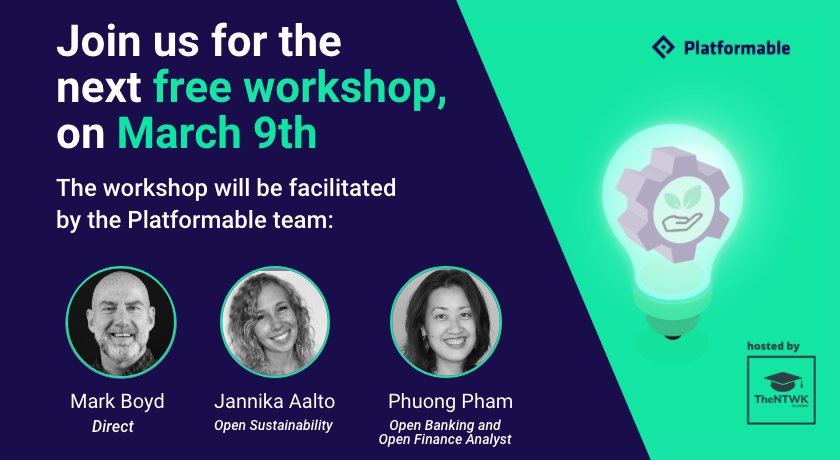 Join us for the
next free workshop,
on March 9th
The workshop will be facilitated
by the Platformable team:
Mark Boyd
Direct
Jannika Aalto
Open Sustainability
Phuong Pham
Open Banking and
Open Finance Analyst
Platformable
hosted by
TheNTWK